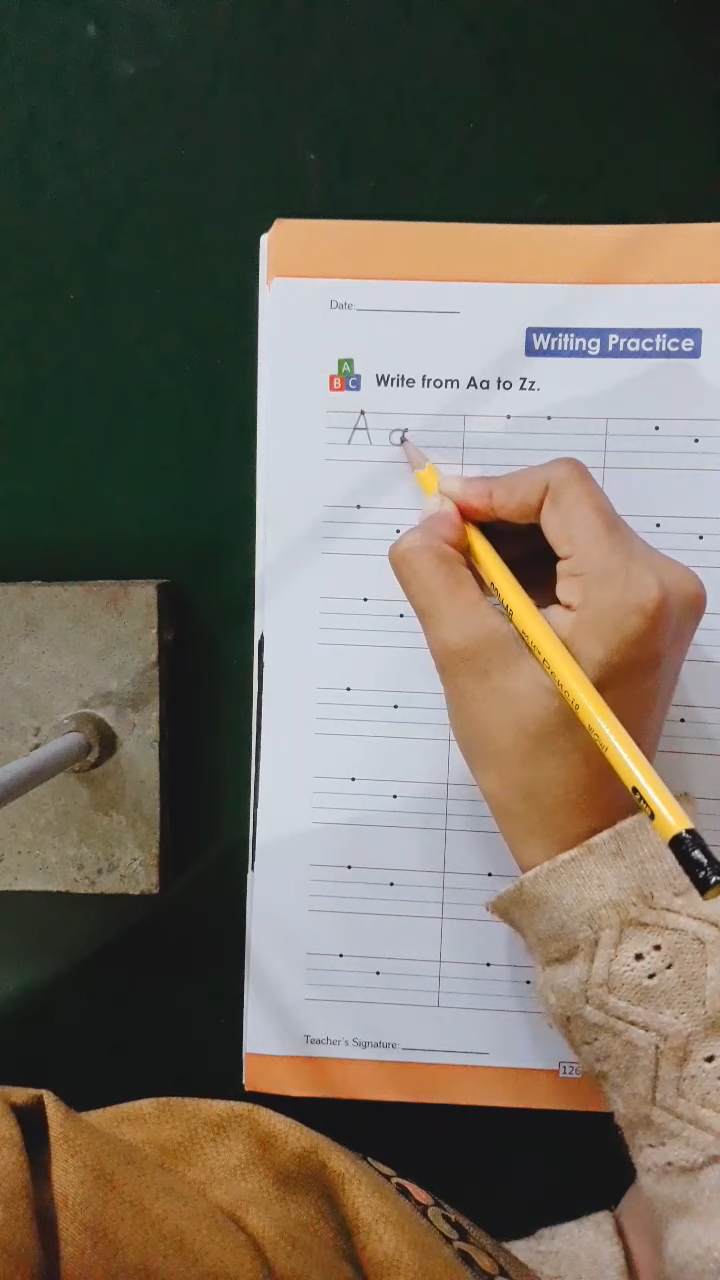 Date:
Writing Practice
A
B C
Write from Aa to Zz.
A a
Teacher's Signature:
126